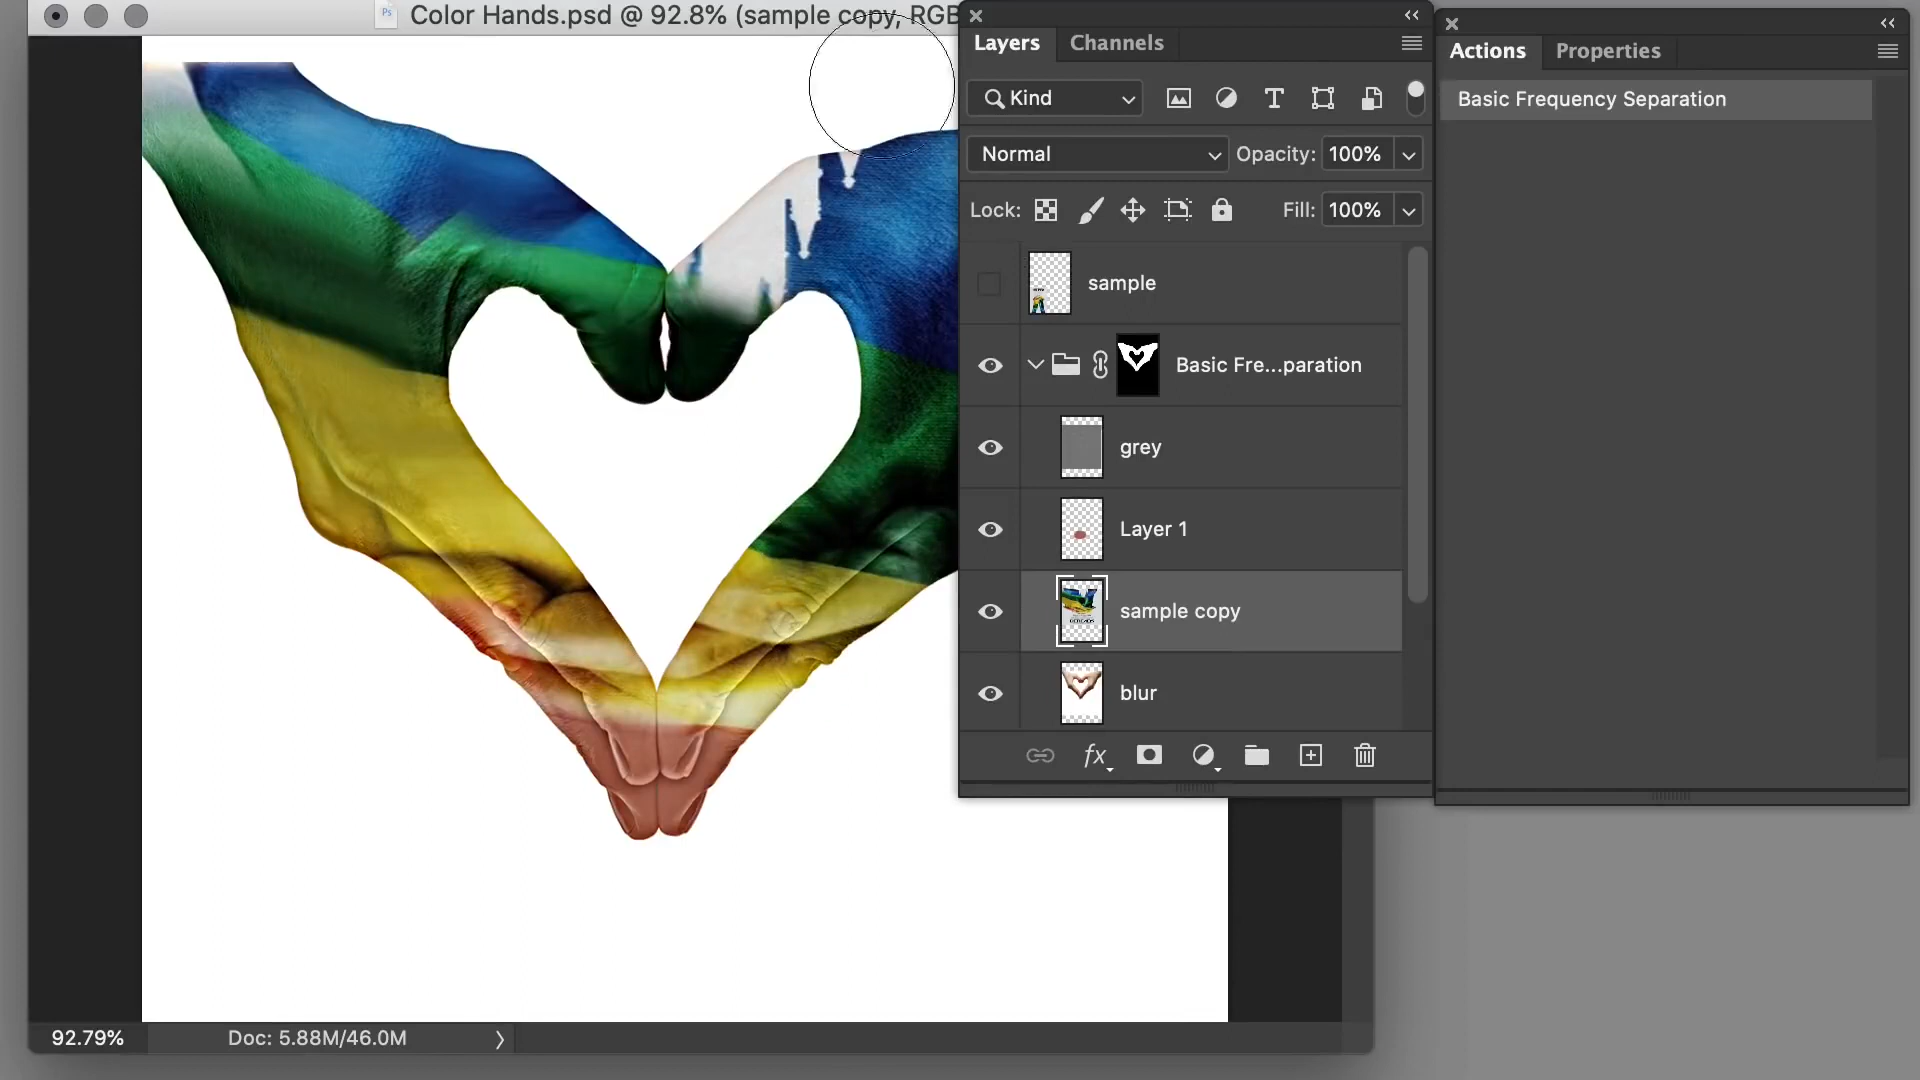 Color Hands.psd @ 92.8% (sample copy, RGB
Layers
Channels
Kind
Normal
Opacity: 100%
Lock:
Fill: 100%
sample
Basic Fre...paration
grey
Layer 1
sample copy
blur
fx
Actions
Properties
Basic Frequency Separation
92.79%
Doc: 5.88M/46.0M